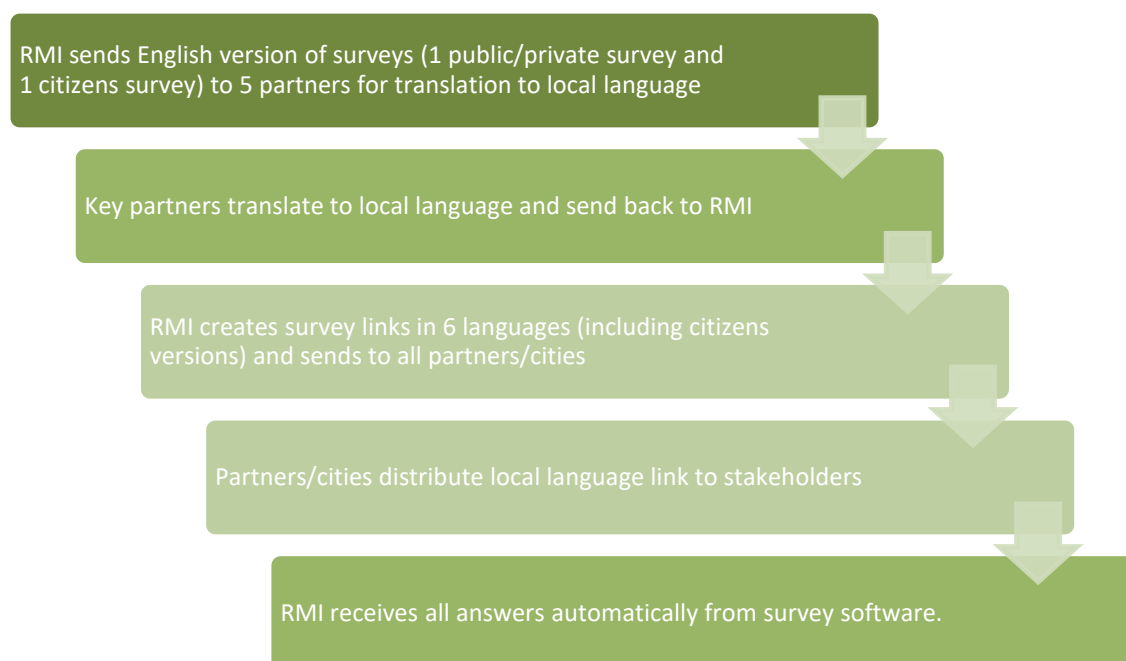 RMI sends English version of surveys (1 public/private survey and
1 citizens survey) to 5 partners for translation to local language
Key partners translate to local language and send back to RMI
RMI creates survey links in 6 languages (including citizens
versions) and sends to all partners/cities
Partners/cities distribute local language link to stakeholders
RMI receives all answers automatically from survey software.